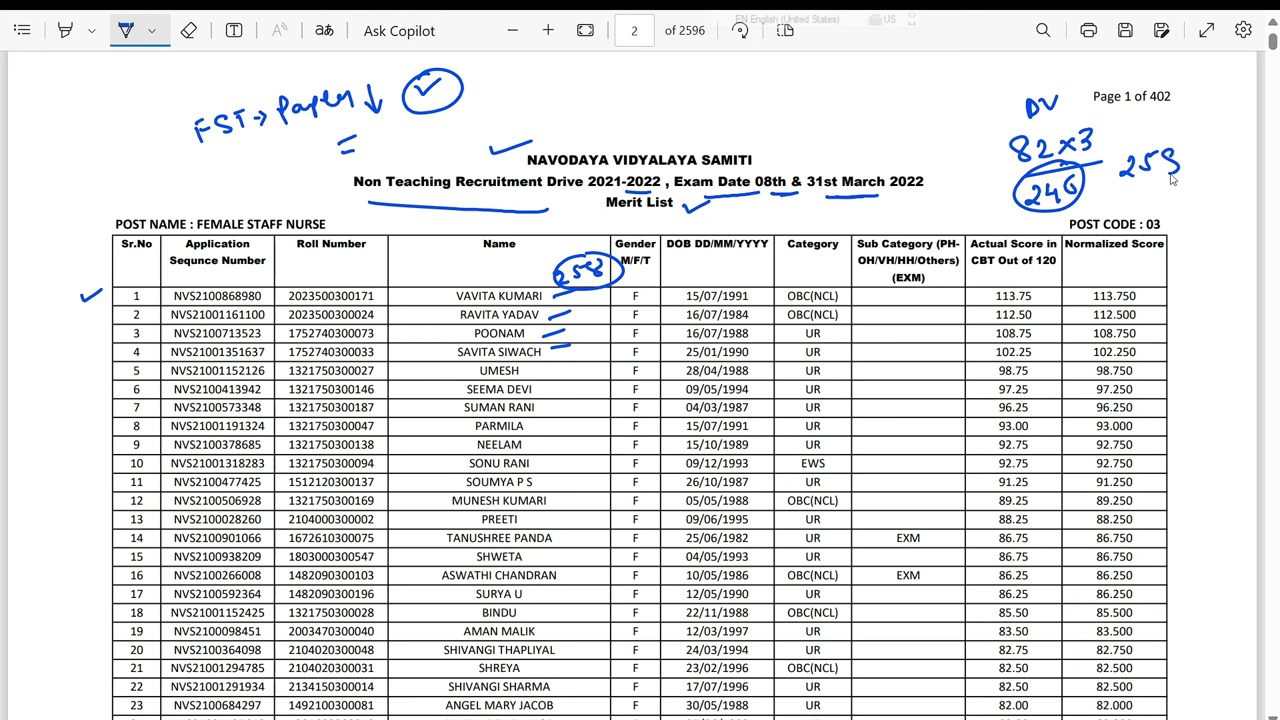 EN English (United States) US
Ask Copilot 2 of 2596
FST → Paper ↓ ✓
=
DV
82 x 3
246
258
Page 1 of 402
NAVODAYA VIDYALAYA SAMITI
Non Teaching Recruitment Drive 2021-2022 , Exam Date 08th & 31st March 2022
Merit List
POST NAME : FEMALE STAFF NURSE POST CODE : 03
Sr.No Application Sequnce Number Roll Number Name Gender M/F/T DOB DD/MM/YYYY Category Sub Category (PH-OH/VH/HH/Others) (EXM) Actual Score in CBT Out of 120 Normalized Score
258
1 NVS2100868980 2023500300171 VAVITA KUMARI F 15/07/1991 OBC(NCL) 113.75 113.750
2 NVS21001161100 2023500300024 RAVITA YADAV F 16/07/1984 OBC(NCL) 112.50 112.500
3 NVS2100713523 1752740300073 POONAM F 16/07/1988 UR 108.75 108.750
4 NVS21001351637 1752740300033 SAVITA SIWACH F 25/01/1990 UR 102.25 102.250
5 NVS21001152126 1321750300027 UMESH F 28/04/1988 UR 98.75 98.750
6 NVS2100413942 1321750300146 SEEMA DEVI F 09/05/1994 UR 97.25 97.250
7 NVS2100573348 1321750300187 SUMAN RANI F 04/03/1987 UR 96.25 96.250
8 NVS21001191324 1321750300047 PARMILA F 15/07/1991 UR 93.00 93.000
9 NVS2100378685 1321750300138 NEELAM F 15/10/1989 UR 92.75 92.750
10 NVS21001318283 1321750300094 SONU RANI F 09/12/1993 EWS 92.75 92.750
11 NVS2100477425 1512120300137 SOUMYA P S F 26/10/1987 UR 91.25 91.250
12 NVS2100506928 1321750300169 MUNESH KUMARI F 05/05/1988 OBC(NCL) 89.25 89.250
13 NVS2100028260 2104000300002 PREETI F 09/06/1995 UR 88.25 88.250
14 NVS2100901066 1672610300075 TANUSHREE PANDA F 25/06/1982 UR EXM 86.75 86.750
15 NVS2100938209 1803000300547 SHWETA F 04/05/1993 UR 86.75 86.750
16 NVS2100266008 1482090300103 ASWATHI CHANDRAN F 10/05/1986 OBC(NCL) EXM 86.25 86.250
17 NVS2100592364 1482090300196 SURYA U F 12/05/1990 UR 86.25 86.250
18 NVS21001152425 1321750300028 BINDU F 22/11/1988 OBC(NCL) 85.50 85.500
19 NVS2100098451 2003470300040 AMAN MALIK F 12/03/1997 UR 83.50 83.500
20 NVS2100364098 2104020300048 SHIVANGI THAPLIYAL F 24/03/1994 UR 82.75 82.750
21 NVS21001294785 2104020300031 SHREYA F 23/02/1996 OBC(NCL) 82.50 82.500
22 NVS21001291934 2134150300014 SHIVANGI SHARMA F 17/07/1996 UR 82.50 82.500
23 NVS2100684297 1492100300081 ANGEL MARY JACOB F 30/05/1988 UR 82.00 82.000